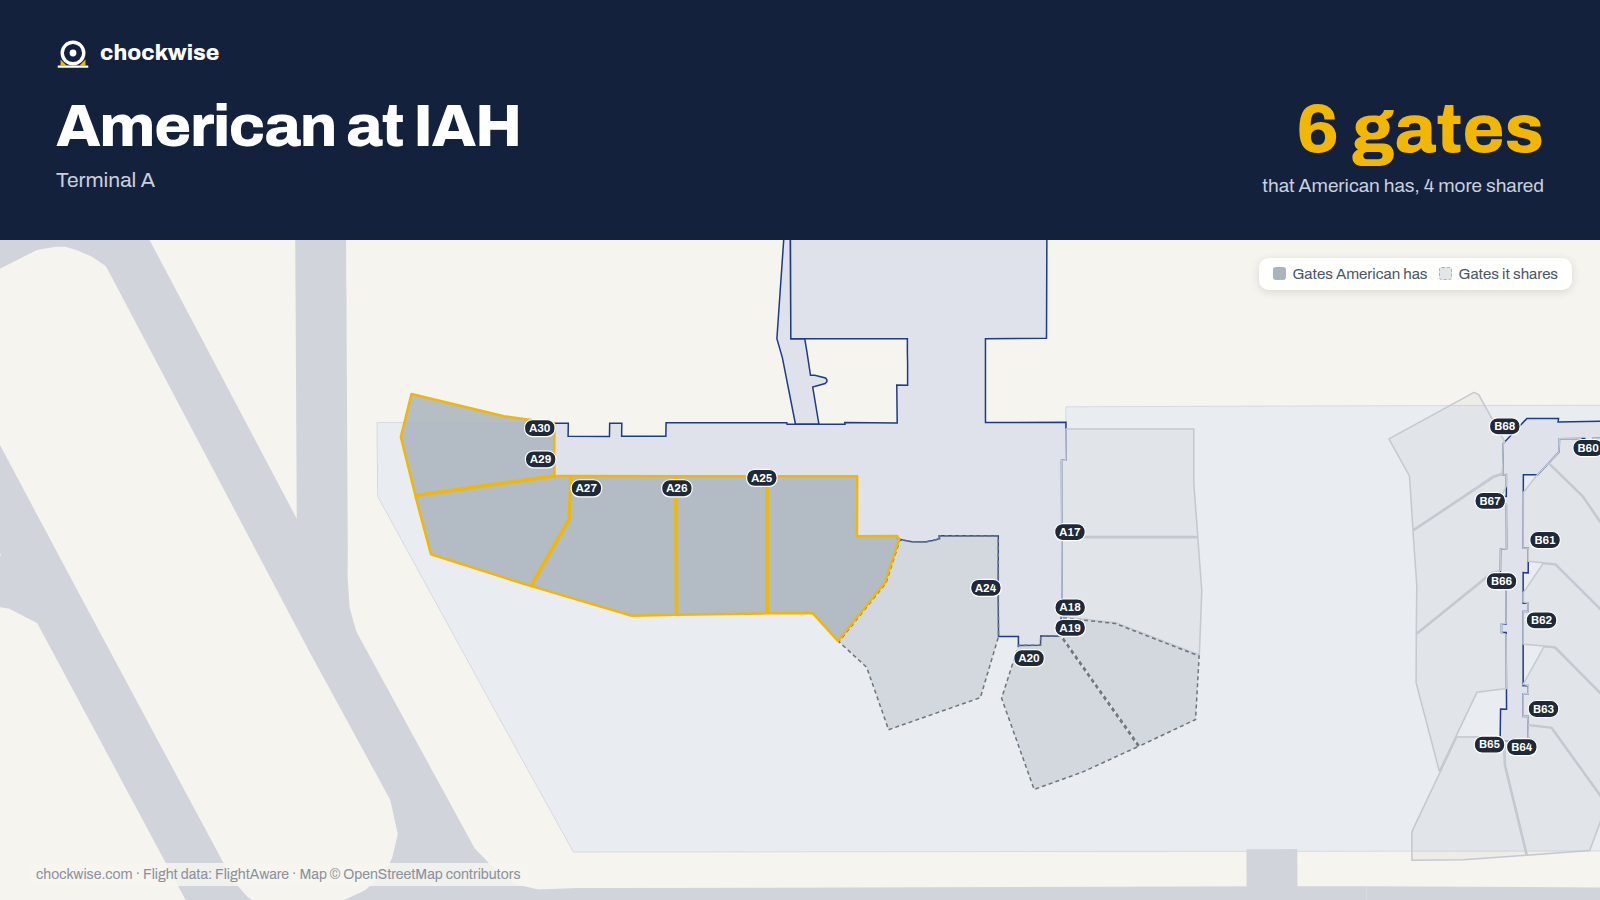 chockwise
American at IAH
Terminal A
6 gates
that American has, 4 more shared
Gates American has
Gates it shares
A30
A29
A27
A26
A25
A24
A17
A18
A19
A20
B68
B60
B67
B61
B66
B62
B63
B65
B64
chockwise.com · Flight data: FlightAware · Map © OpenStreetMap contributors